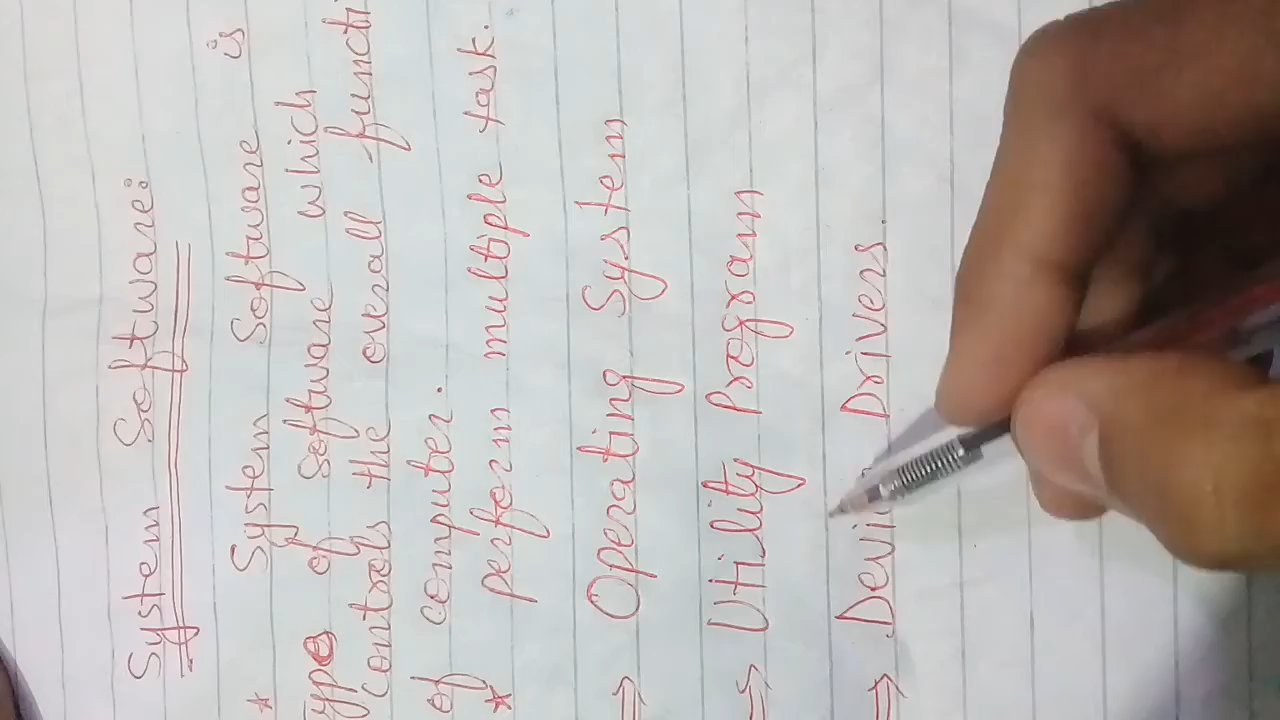 System Software:
* System Software is
Type of Software which
Controls the overall functi
of computer.
* perform multiple task.
⇒ Operating System
⇒ Utility Program
⇒ Drivers.